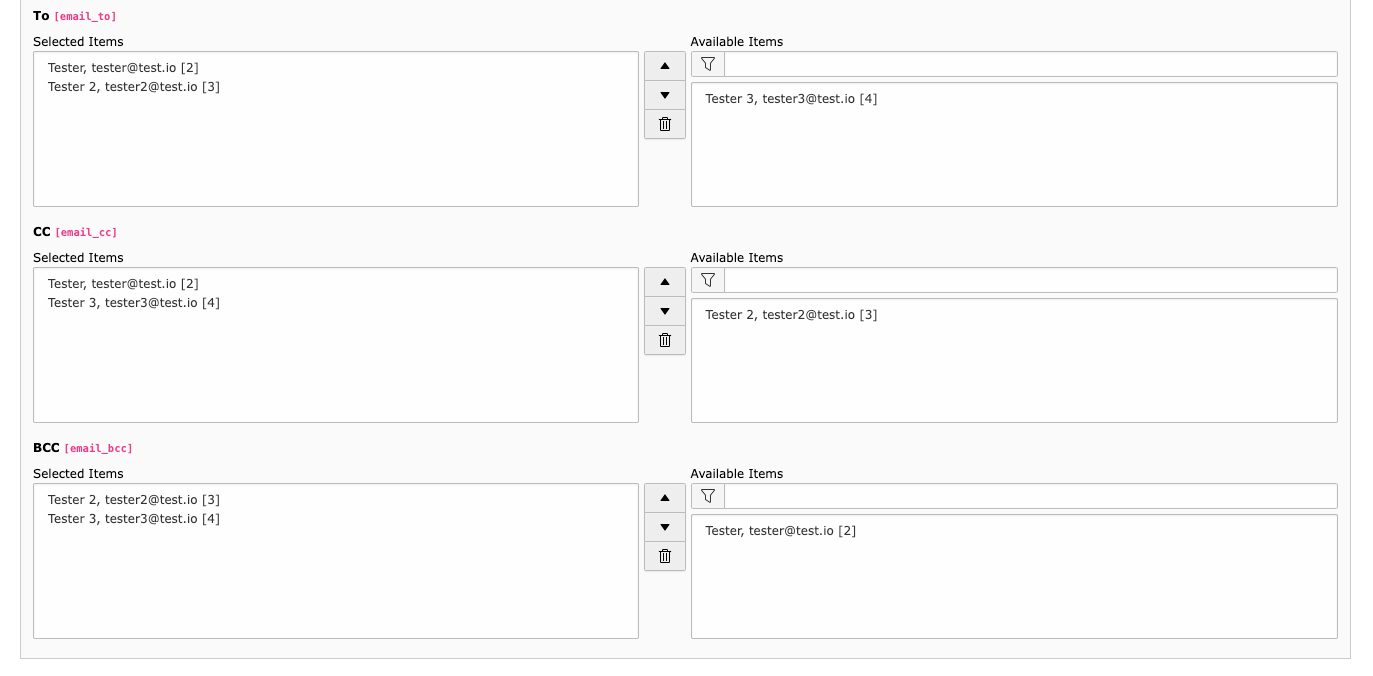 To [email_to]
Selected Items
Available Items
Tester, tester@test.io [2]
Tester 2, tester2@test.io [3]
Tester 3, tester3@test.io [4]
CC [email_cc]
Selected Items
Available Items
Tester, tester@test.io [2]
Tester 3, tester3@test.io [4]
Tester 2, tester2@test.io [3]
BCC [email_bcc]
Selected Items
Available Items
Tester 2, tester2@test.io [3]
Tester 3, tester3@test.io [4]
Tester, tester@test.io [2]